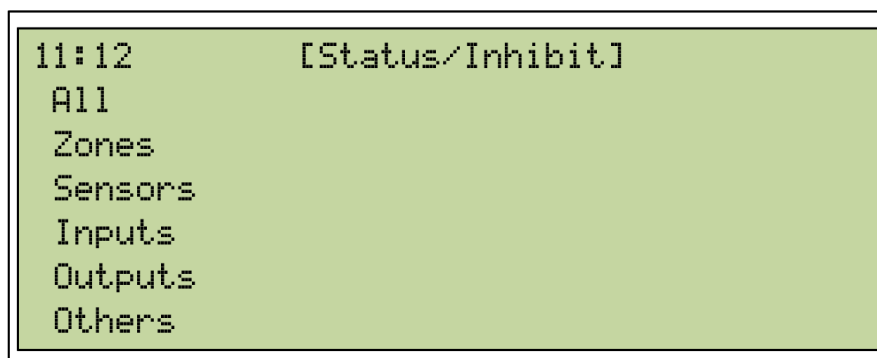 11:12 [Status/Inhibit]
All
Zones
Sensors
Inputs
Outputs
Others